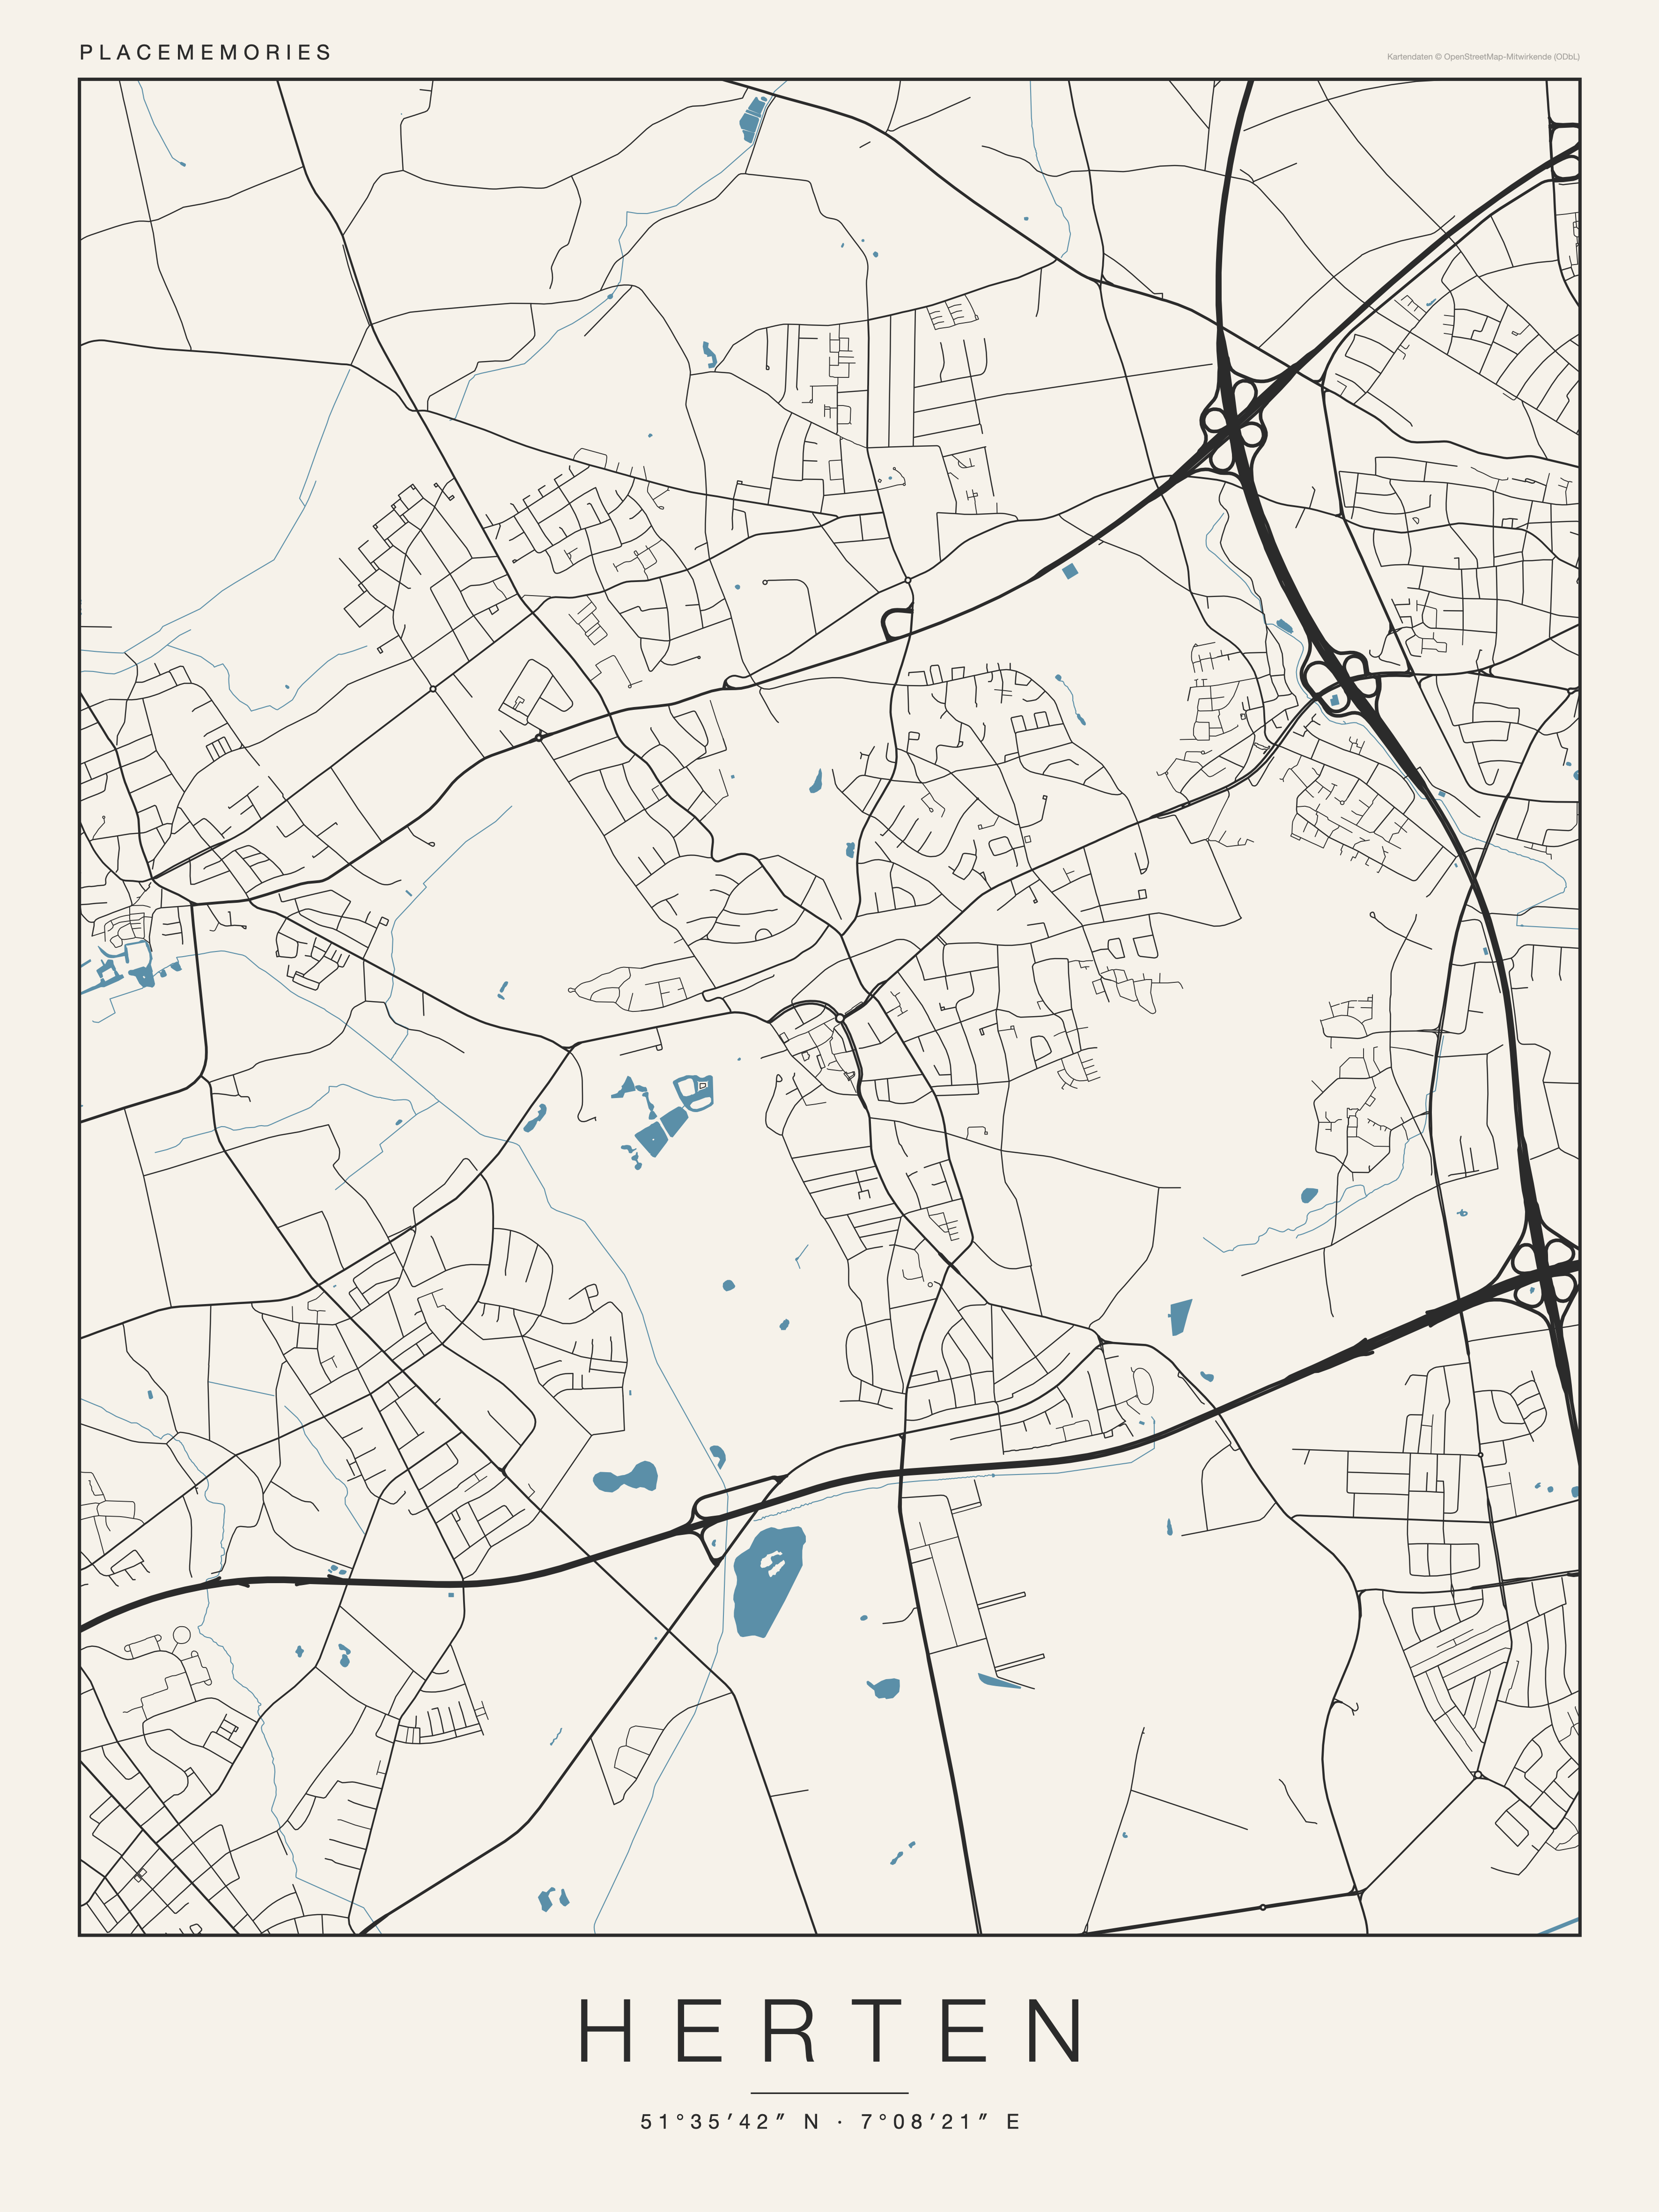 PLACEMEMORIES
Kartendaten © OpenStreetMap-Mitwirkende (ODbL)
HERTEN
51°35′42″ N · 7°08′21″ E